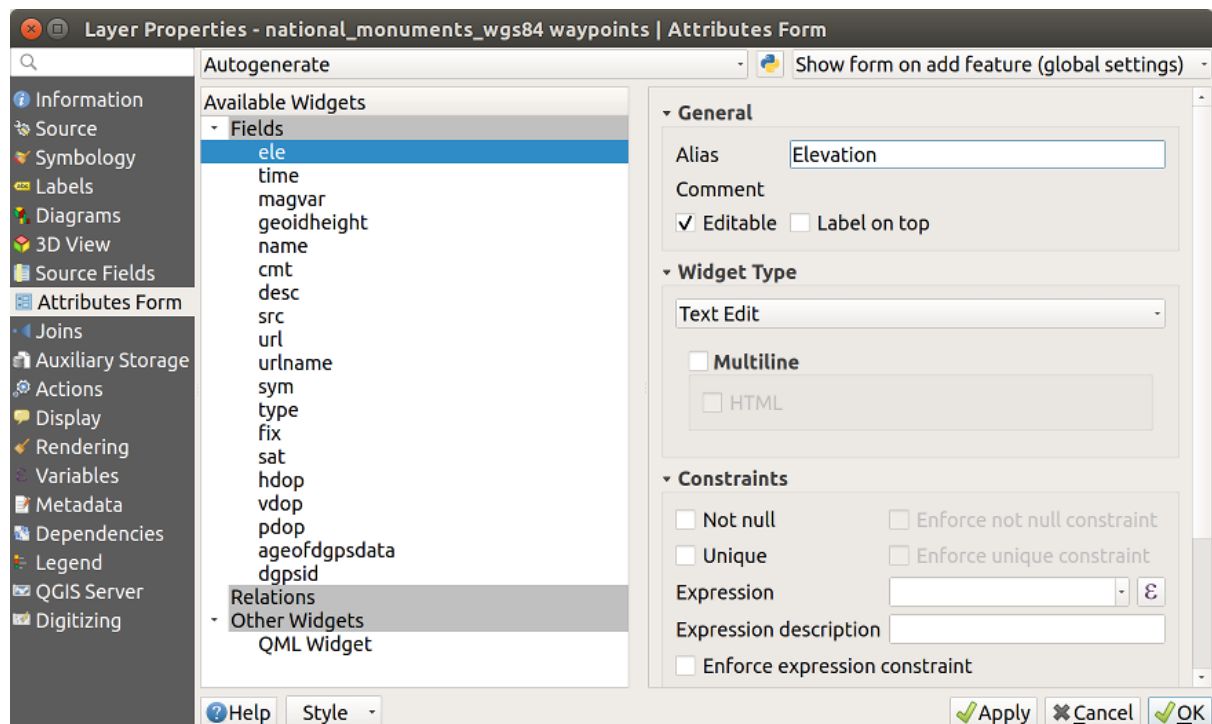 Layer Properties - national_monuments_wgs84 waypoints | Attributes Form
Autogenerate
Show form on add feature (global settings)
Information
Source
Symbology
Labels
Diagrams
3D View
Source Fields
Attributes Form
Joins
Auxiliary Storage
Actions
Display
Rendering
Variables
Metadata
Dependencies
Legend
QGIS Server
Digitizing
Available Widgets
Fields
ele
time
magvar
geoidheight
name
cmt
desc
src
url
urlname
sym
type
fix
sat
hdop
vdop
pdop
ageofdgpsdata
dgpsid
Relations
Other Widgets
QML Widget
General
Alias Elevation
Comment
Editable Label on top
Widget Type
Text Edit
Multiline
HTML
Constraints
Not null Enforce not null constraint
Unique Enforce unique constraint
Expression ε
Expression description
Enforce expression constraint
Help Style Apply Cancel OK